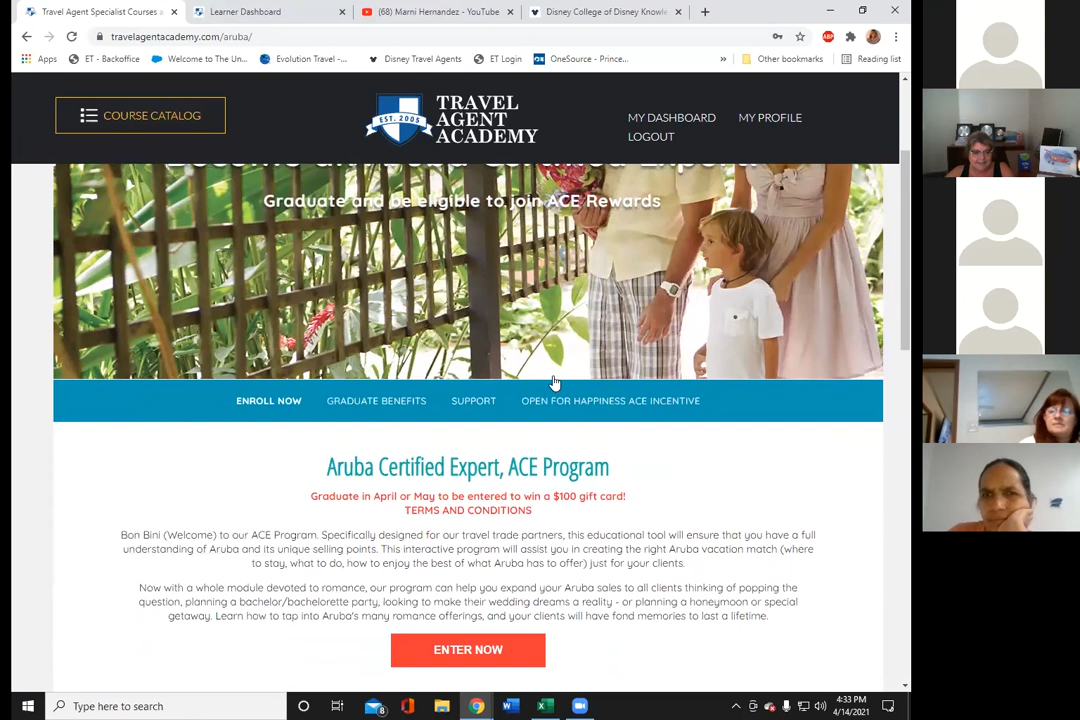 Travel Agent Specialist Courses a
Learner Dashboard
(68) Marni Hernandez - YouTube
Disney College of Disney Knowle
travelagentacademy.com/aruba/
ABP
Apps
ET - Backoffice
Welcome to The Un...
Evolution Travel -...
Disney Travel Agents
ET Login
OneSource - Prince...
Other bookmarks
Reading list
COURSE CATALOG
EST. 2005
TRAVEL
AGENT
ACADEMY
MY DASHBOARD
MY PROFILE
LOGOUT
Graduate and be eligible to join ACE Rewards
ENROLL NOW
GRADUATE BENEFITS
SUPPORT
OPEN FOR HAPPINESS ACE INCENTIVE
Aruba Certified Expert, ACE Program
Graduate in April or May to be entered to win a $100 gift card!
TERMS AND CONDITIONS
Bon Bini (Welcome) to our ACE Program. Specifically designed for our travel trade partners, this educational tool will ensure that you have a full
understanding of Aruba and its unique selling points. This interactive program will assist you in creating the right Aruba vacation match (where
to stay, what to do, how to enjoy the best of what Aruba has to offer) just for your clients.
Now with a whole module devoted to romance, our program can help you expand your Aruba sales to all clients thinking of popping the
question, planning a bachelor/bachelorette party, looking to make their wedding dreams a reality - or planning a honeymoon or special
getaway. Learn how to tap into Aruba's many romance offerings, and your clients will have fond memories to last a lifetime.
ENTER NOW
Type here to search
8
4:33 PM
4/14/2021